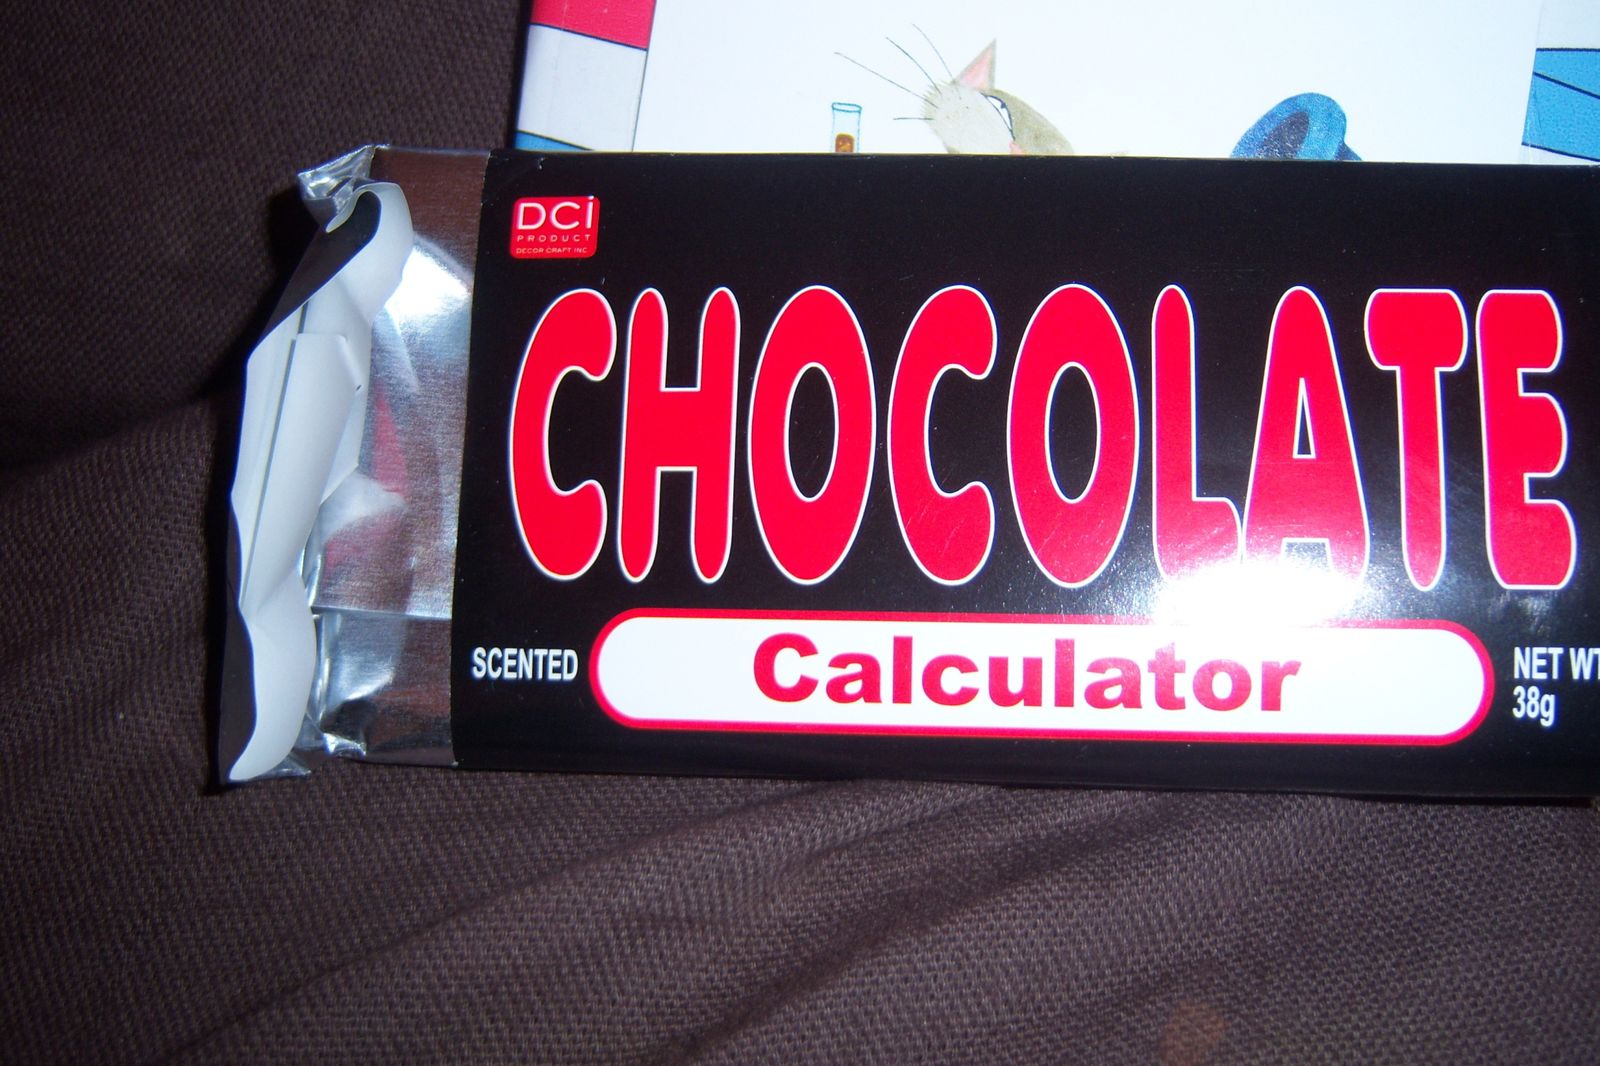 DCi
PRODUCT
DECOR CRAFT INC.
CHOCOLATE
SCENTED
Calculator
NET WT
38g